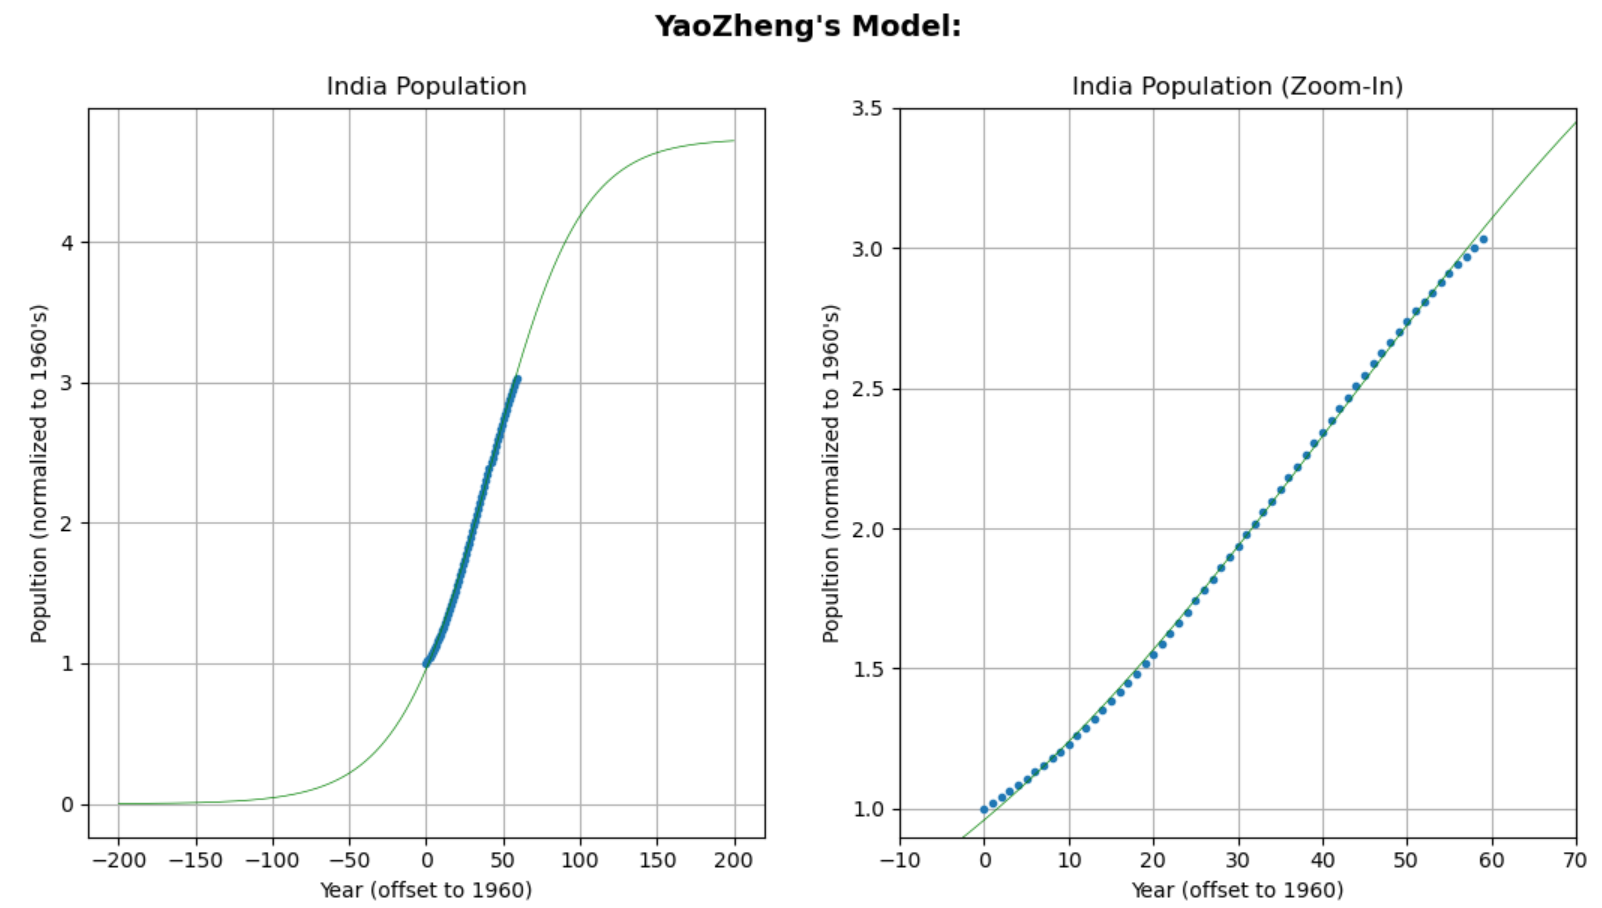 YaoZheng's Model:
India Population
Popultion (normalized to 1960's)
4
3
2
1
0
−200 −150 −100 −50 0 50 100 150 200
Year (offset to 1960)
India Population (Zoom-In)
Popultion (normalized to 1960's)
3.5
3.0
2.5
2.0
1.5
1.0
−10 0 10 20 30 40 50 60 70
Year (offset to 1960)